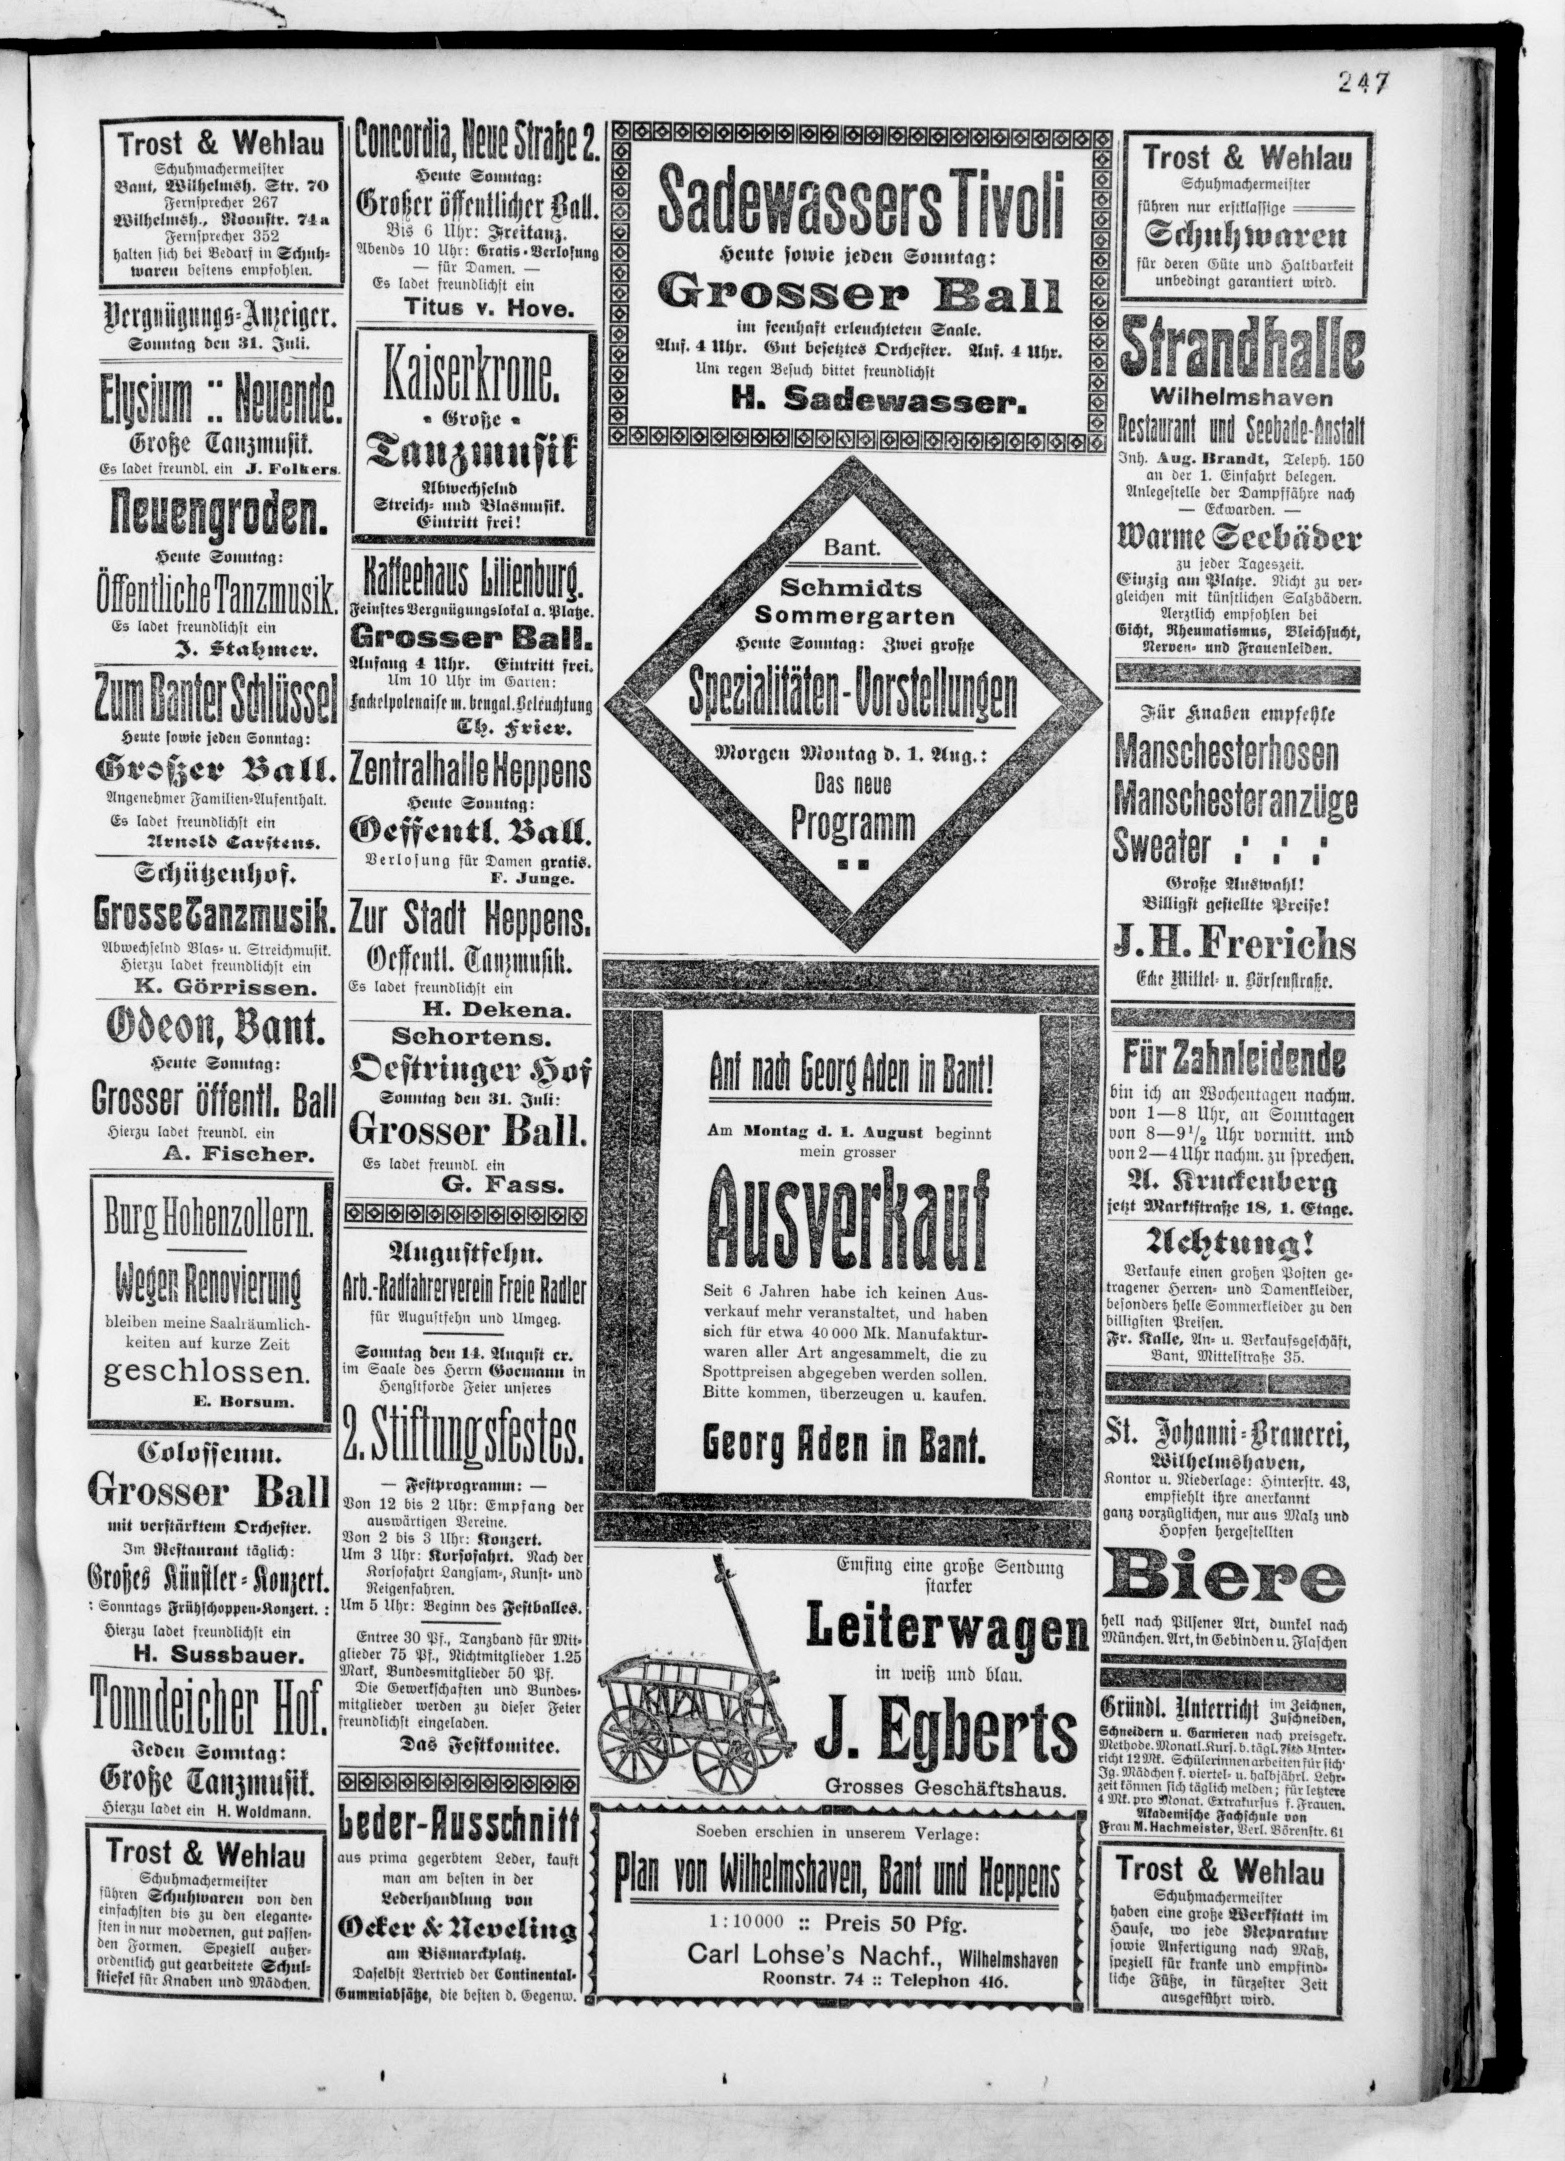 247
Trost & Wehlau
Schuhmachermeister
Bant, Wilhelmsh. Str. 70
Fernsprecher 267
Wilhelmsh., Roonstr. 74a
Fernsprecher 352
halten sich bei Bedarf in Schuh-
waren bestens empfohlen.
Vergnügungs-Anzeiger.
Sonntag den 31. Juli.
Elysium :: Neuende.
Große Tanzmusik.
Es ladet freundl. ein J. Folkers.
Neuengroden.
Heute Sonntag:
Öffentliche Tanzmusik.
Es ladet freundlichst ein
J. Stahmer.
Zum Banter Schlüssel
Heute sowie jeden Sonntag:
Großer Ball.
Angenehmer Familien-Aufenthalt.
Es ladet freundlichst ein
Arnold Carstens.
Schützenhof.
Grosse Tanzmusik.
Abwechselnd Blas- u. Streichmusik.
Hierzu ladet freundlichst ein
K. Görrissen.
Odeon, Bant.
Heute Sonntag:
Grosser öffentl. Ball
Hierzu ladet freundl. ein
A. Fischer.
Burg Hohenzollern.
Wegen Renovierung
bleiben meine Saalräumlich-
keiten auf kurze Zeit
geschlossen.
E. Borsum.
Colosseum.
Grosser Ball
mit verstärktem Orchester.
Im Restaurant täglich:
Großes Künstler-Konzert.
: Sonntags Frühschoppen-Konzert. :
Hierzu ladet freundlichst ein
H. Sussbauer.
Tonndeicher Hof.
Jeden Sonntag:
Große Tanzmusik.
Hierzu ladet ein H. Woldmann.
Trost & Wehlau
Schuhmachermeister
führen Schuhwaren von den
einfachsten bis zu den elegante-
sten in nur modernen, gut passen-
den Formen. Speziell außer-
ordentlich gut gearbeitete Schul-
stiefel für Knaben und Mädchen.
Concordia, Neue Straße 2.
Heute Sonntag:
Großer öffentlicher Ball.
Bis 6 Uhr: Freitanz.
Abends 10 Uhr: Gratis-Verlosung
— für Damen. —
Es ladet freundlichst ein
Titus v. Hove.
Kaiserkrone.
Große
Tanzmusik
Abwechselnd
Streich- und Blasmusik.
Eintritt frei!
Kaffeehaus Lilienburg.
Feinstes Vergnügungslokal a. Platze.
Grosser Ball.
Anfang 4 Uhr. Eintritt frei.
Um 10 Uhr im Garten:
Fackelpolonaise m. bengal. Beleuchtung
Th. Frier.
Zentralhalle Heppens
Heute Sonntag:
Oeffentl. Ball.
Verlosung für Damen gratis.
F. Junge.
Zur Stadt Heppens.
Oeffentl. Tanzmusik.
Es ladet freundlichst ein
H. Dekena.
Schortens.
Oestringer Hof
Sonntag den 31. Juli:
Grosser Ball.
Es ladet freundl. ein
G. Fass.
Augustfehn.
Arb.-Radfahrerverein Freie Radler
für Augustfehn und Umgeg.
Sonntag den 14. August cr.
im Saale des Herrn Goemann in
Hengstforde Feier unseres
2. Stiftungsfestes.
— Festprogramm: —
Von 12 bis 2 Uhr: Empfang der
auswärtigen Vereine.
Von 2 bis 3 Uhr: Konzert.
Um 3 Uhr: Korsofahrt. Nach der
Korsofahrt Langsam-, Kunst- und
Reigenfahren.
Um 5 Uhr: Beginn des Festballes.
Entree 30 Pf., Tanzband für Mit-
glieder 75 Pf., Nichtmitglieder 1.25
Mark, Bundesmitglieder 50 Pf.
Die Gewerkschaften und Bundes-
mitglieder werden zu dieser Feier
freundlichst eingeladen.
Das Festkomitee.
Leder-Ausschnitt
aus prima gegerbtem Leder, kauft
man am besten in der
Lederhandlung von
Ocker & Neveling
am Bismarckplatz.
Daselbst Vertrieb der Continental-
Gummiabsätze, die besten d. Gegenw.
Sadewassers Tivoli
Heute sowie jeden Sonntag:
Grosser Ball
im feenhaft erleuchteten Saale.
Anf. 4 Uhr. Gut besetztes Orchester. Anf. 4 Uhr.
Um regen Besuch bittet freundlichst
H. Sadewasser.
Bant.
Schmidts
Sommergarten
Heute Sonntag: Zwei große
Spezialitäten-Vorstellungen
Morgen Montag d. 1. Aug.:
Das neue
Programm
Auf nach Georg Aden in Bant!
Am Montag d. 1. August beginnt
mein grosser
Ausverkauf
Seit 6 Jahren habe ich keinen Aus-
verkauf mehr veranstaltet, und haben
sich für etwa 40 000 Mk. Manufaktur-
waren aller Art angesammelt, die zu
Spottpreisen abgegeben werden sollen.
Bitte kommen, überzeugen u. kaufen.
Georg Aden in Bant.
Emfing eine große Sendung
starker
Leiterwagen
in weiß und blau.
J. Egberts
Grosses Geschäftshaus.
Soeben erschien in unserem Verlage:
Plan von Wilhelmshaven, Bant und Heppens
1:10000 :: Preis 50 Pfg.
Carl Lohse's Nachf., Wilhelmshaven
Roonstr. 74 :: Telephon 416.
Trost & Wehlau
Schuhmachermeister
führen nur erstklassige
Schuhwaren
für deren Güte und Haltbarkeit
unbedingt garantiert wird.
Strandhalle
Wilhelmshaven
Restaurant und Seebade-Anstalt
Inh. Aug. Brandt, Teleph. 150
an der 1. Einfahrt belegen.
Anlegestelle der Dampffähre nach
— Eckwarden. —
Warme Seebäder
zu jeder Tageszeit.
Einzig am Platze. Nicht zu ver-
gleichen mit künstlichen Salzbädern.
Aerztlich empfohlen bei
Gicht, Rheumatismus, Bleichsucht,
Nerven- und Frauenleiden.
Für Knaben empfehle
Manschesterhosen
Manschesteranzüge
Sweater : : :
Große Auswahl!
Billigst gestellte Preise!
J. H. Frerichs
Ecke Mittel- u. Börsenstraße.
Für Zahnleidende
bin ich an Wochentagen nachm.
von 1—8 Uhr, an Sonntagen
von 8—9½ Uhr vormitt. und
von 2—4 Uhr nachm. zu sprechen.
A. Kruckenberg
jetzt Marktstraße 18, 1. Etage.
Achtung!
Verkaufe einen großen Posten ge-
tragener Herren- und Damenkleider,
besonders helle Sommerkleider zu den
billigsten Preisen.
Fr. Kalle, An- u. Verkaufsgeschäft,
Bant, Mittelstraße 35.
St. Johanni-Brauerei,
Wilhelmshaven,
Kontor u. Niederlage: Hinterstr. 43,
empfiehlt ihre anerkannt
ganz vorzüglichen, nur aus Malz und
Hopfen hergestellten
Biere
hell nach Pilsener Art, dunkel nach
München. Art, in Gebinden u. Flaschen
Gründl. Unterricht im Zeichnen,
Zuschneiden,
Schneidern u. Garnieren nach preisgekr.
Methode. Monatl. Kurs. b. tägl. Unter-
richt 12 Mk. Schülerinnen arbeiten für sich
Jg. Mädchen f. viertel- u. halbjährl. Lehr-
zeit können sich täglich melden; für letztere
4 Mk. pro Monat. Extrakursus f. Frauen.
Akademische Fachschule von
Frau M. Hachmeister, Verl. Börsenstr. 61
Trost & Wehlau
Schuhmachermeister
haben eine große Werkstatt im
Hause, wo jede Reparatur
sowie Anfertigung nach Maß,
speziell für kranke und empfind-
liche Füße, in kürzester Zeit
ausgeführt wird.